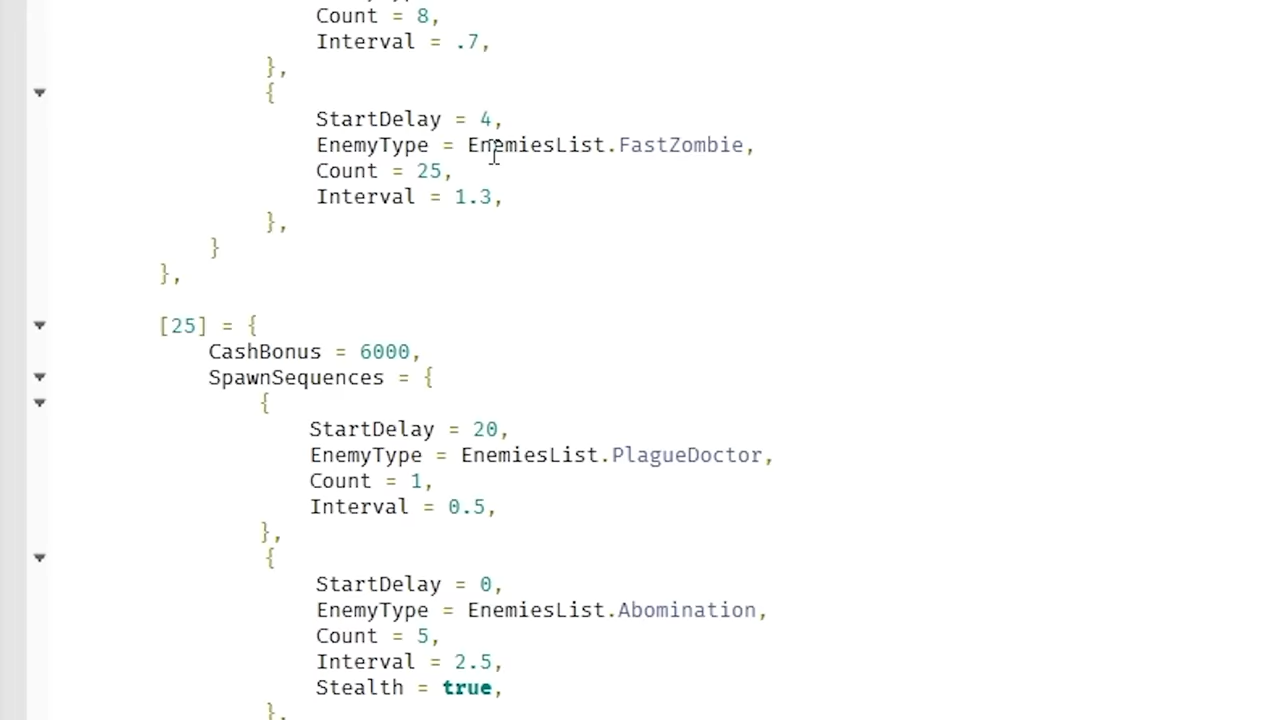 Count = 8,
Interval = .7,
},
{
StartDelay = 4,
EnemyType = EnemiesList.FastZombie,
Count = 25,
Interval = 1.3,
},
}
},
[25] = {
CashBonus = 6000,
SpawnSequences = {
{
StartDelay = 20,
EnemyType = EnemiesList.PlagueDoctor,
Count = 1,
Interval = 0.5,
},
{
StartDelay = 0,
EnemyType = EnemiesList.Abomination,
Count = 5,
Interval = 2.5,
Stealth = true,
},